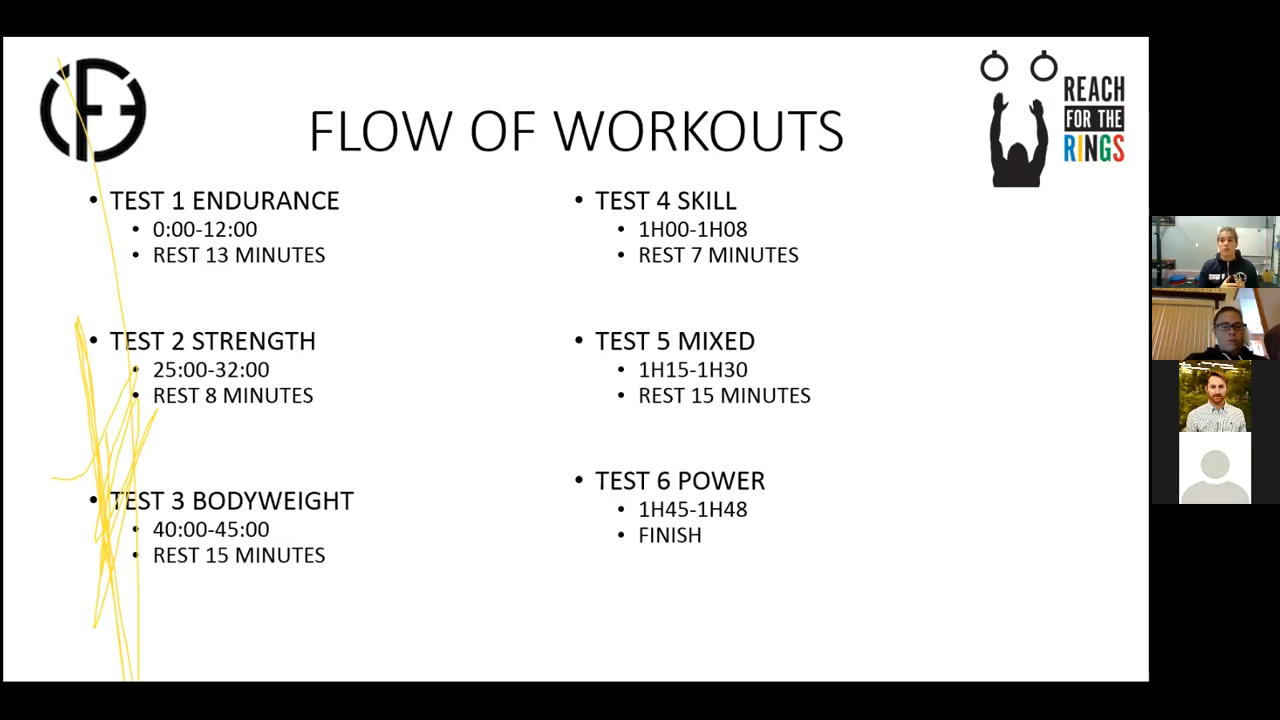 iF3
REACH
FOR THE
RINGS
FLOW OF WORKOUTS
• TEST 1 ENDURANCE
• 0:00-12:00
• REST 13 MINUTES
• TEST 2 STRENGTH
• 25:00-32:00
• REST 8 MINUTES
• TEST 3 BODYWEIGHT
• 40:00-45:00
• REST 15 MINUTES
• TEST 4 SKILL
• 1H00-1H08
• REST 7 MINUTES
• TEST 5 MIXED
• 1H15-1H30
• REST 15 MINUTES
• TEST 6 POWER
• 1H45-1H48
• FINISH